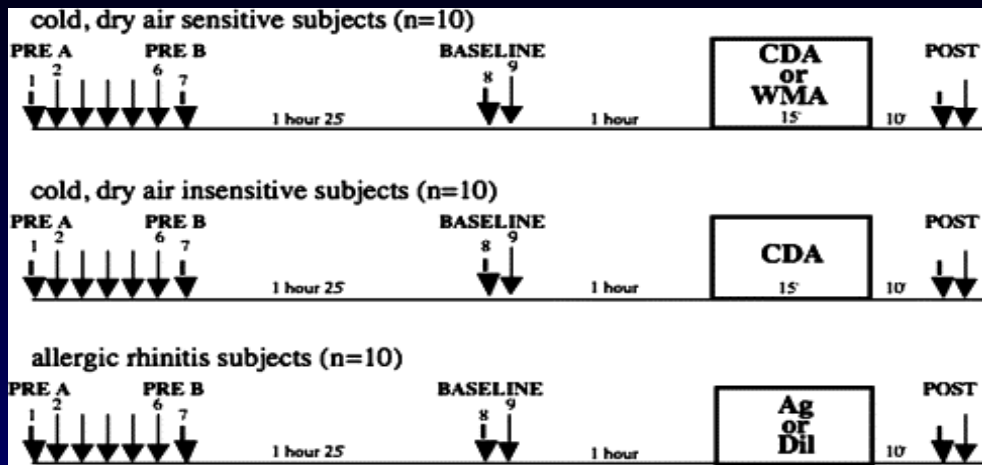 cold, dry air sensitive subjects (n=10)
PRE A PRE B BASELINE CDA or WMA 15' POST
1 2 6 7 8 9
1 hour 25' 1 hour 10'
cold, dry air insensitive subjects (n=10)
PRE A PRE B BASELINE CDA 15' POST
1 2 6 7 8 9
1 hour 25' 1 hour 10'
allergic rhinitis subjects (n=10)
PRE A PRE B BASELINE Ag or Dil POST
1 2 6 7 8 9
1 hour 25' 1 hour 10'